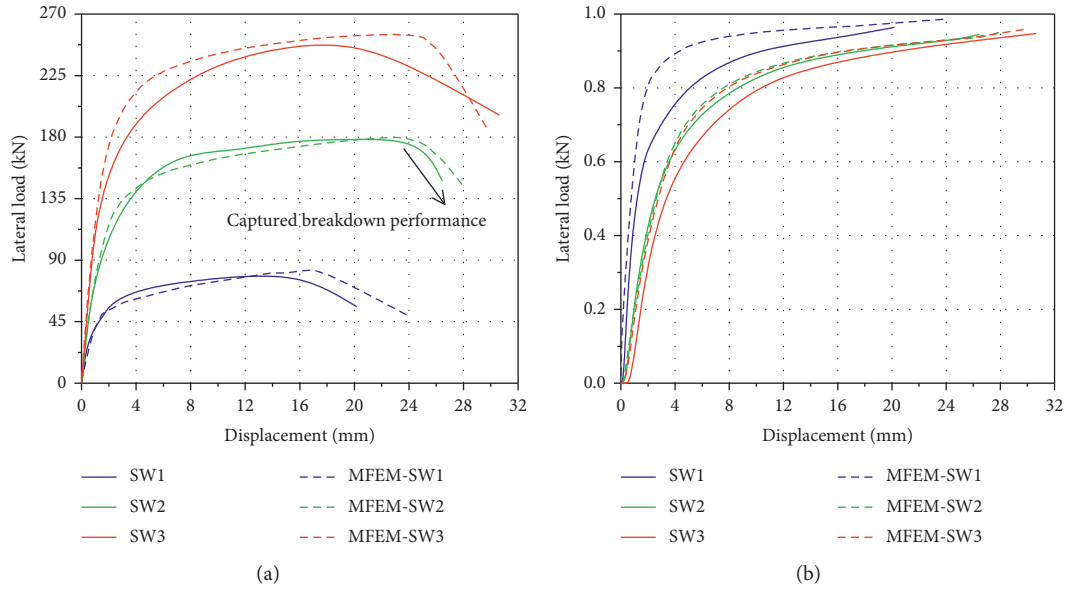 270
225
180
135
90
45
0
Lateral load (kN)
Captured breakdown performance
0 4 8 12 16 20 24 28 32
Displacement (mm)
SW1
SW2
SW3
MFEM-SW1
MFEM-SW2
MFEM-SW3
(a)
1.0
0.8
0.6
0.4
0.2
0.0
Lateral load (kN)
0 4 8 12 16 20 24 28 32
Displacement (mm)
SW1
SW2
SW3
MFEM-SW1
MFEM-SW2
MFEM-SW3
(b)